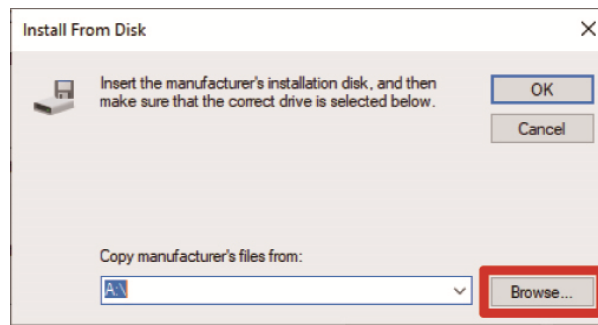 Install From Disk
Insert the manufacturer's installation disk, and then
make sure that the correct drive is selected below.
OK
Cancel
Copy manufacturer's files from:
A:\
Browse...